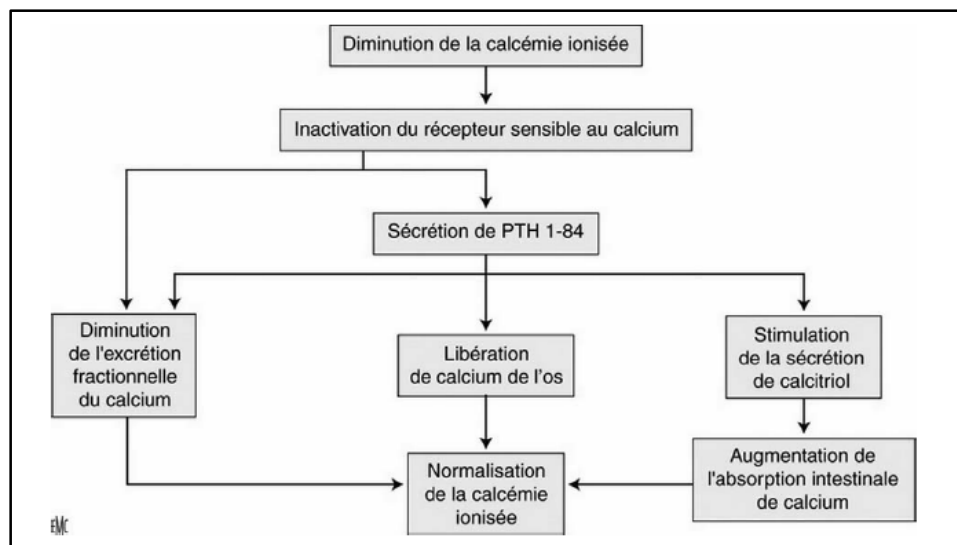 Diminution de la calcémie ionisée
Inactivation du récepteur sensible au calcium
Sécrétion de PTH 1-84
Diminution
de l'excrétion
fractionnelle
du calcium
Libération
de calcium de l'os
Stimulation
de la sécrétion
de calcitriol
Normalisation
de la calcémie
ionisée
Augmentation de
l'absorption intestinale
de calcium
EMC